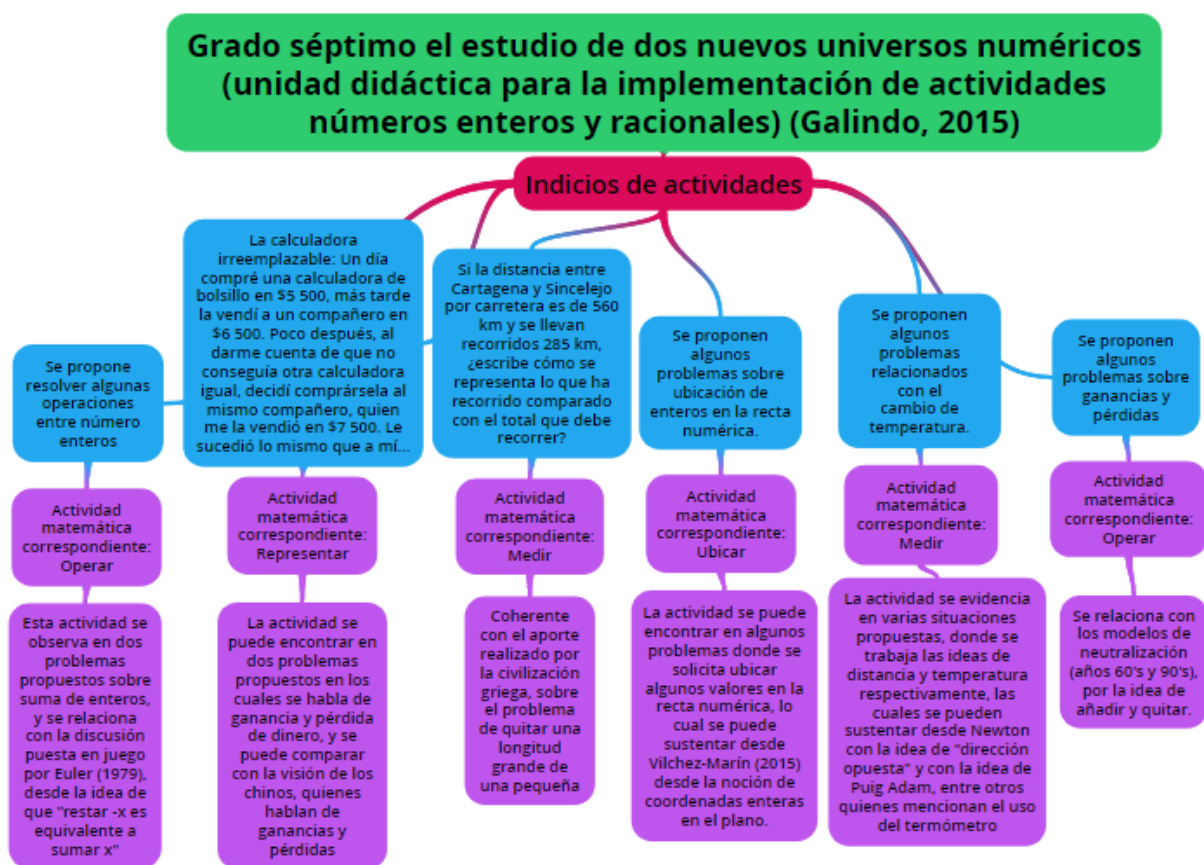 Grado séptimo el estudio de dos nuevos universos numéricos
(unidad didáctica para la implementación de actividades
números enteros y racionales) (Galindo, 2015)
Indicios de actividades
Se propone
resolver algunas
operaciones
entre número
enteros
Actividad
matemática
correspondiente:
Operar
Esta actividad se
observa en dos
problemas
propuestos sobre
suma de enteros,
y se relaciona
con la discusión
puesta en juego
por Euler (1979),
desde la idea de
que "restar -x es
equivalente a
sumar x"
La calculadora
irreemplazable: Un día
compré una calculadora de
bolsillo en $5 500, más tarde
la vendí a un compañero en
$6 500. Poco después, al
darme cuenta de que no
conseguía otra calculadora
igual, decidí comprársela al
mismo compañero, quien
me la vendió en $7 500. Le
sucedió lo mismo que a mí...
Actividad
matemática
correspondiente:
Representar
La actividad se
puede encontrar en
dos problemas
propuestos en los
cuales se habla de
ganancia y pérdida
de dinero, y se
puede comparar
con la visión de los
chinos, quienes
hablan de
ganancias y
pérdidas
Si la distancia entre
Cartagena y Sincelejo
por carretera es de 560
km y se llevan
recorridos 285 km,
¿escribe cómo se
representa lo que ha
recorrido comparado
con el total que debe
recorrer?
Actividad
matemática
correspondiente:
Medir
Coherente
con el aporte
realizado por
la civilización
griega, sobre
el problema
de quitar una
longitud
grande de
una pequeña
Se proponen
algunos
problemas sobre
ubicación de
enteros en la recta
numérica.
Actividad
matemática
correspondiente:
Ubicar
La actividad se puede
encontrar en algunos
problemas donde se
solicita ubicar
algunos valores en la
recta numérica, lo
cual se puede
sustentar desde
Vilchez-Marín (2015)
desde la noción de
coordenadas enteras
en el plano.
Se proponen
algunos
problemas
relacionados
con el
cambio de
temperatura.
Actividad
matemática
correspondiente:
Medir
La actividad se evidencia
en varias situaciones
propuestas, donde se
trabaja las ideas de
distancia y temperatura
respectivamente, las
cuales se pueden
sustentar desde Newton
con la idea de "dirección
opuesta" y con la idea de
Puig Adam, entre otros
quienes mencionan el uso
del termómetro
Se proponen
algunos
problemas sobre
ganancias y
pérdidas
Actividad
matemática
correspondiente:
Operar
Se relaciona con
los modelos de
neutralización
(años 60's y 90's),
por la idea de
añadir y quitar.